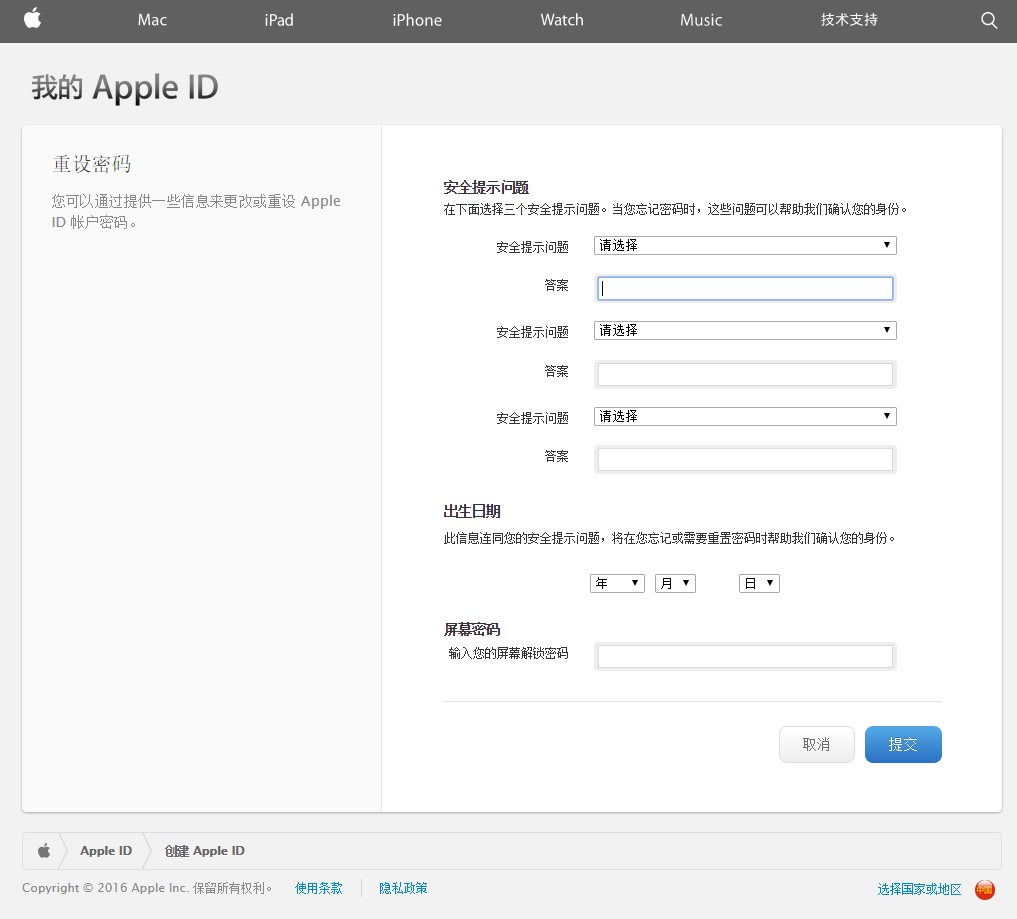 Mac iPad iPhone Watch Music 技术支持
我的 Apple ID
重设密码
您可以通过提供一些信息来更改或重设 Apple
ID 帐户密码。
安全提示问题
在下面选择三个安全提示问题。当您忘记密码时，这些问题可以帮助我们确认您的身份。
安全提示问题 请选择
答案
安全提示问题 请选择
答案
安全提示问题 请选择
答案
出生日期
此信息连同您的安全提示问题，将在您忘记或需要重置密码时帮助我们确认您的身份。
年 月 日
屏幕密码
输入您的屏幕解锁密码
取消 提交
Apple ID 创建 Apple ID
Copyright © 2016 Apple Inc. 保留所有权利。 使用条款 隐私政策 选择国家或地区 中国